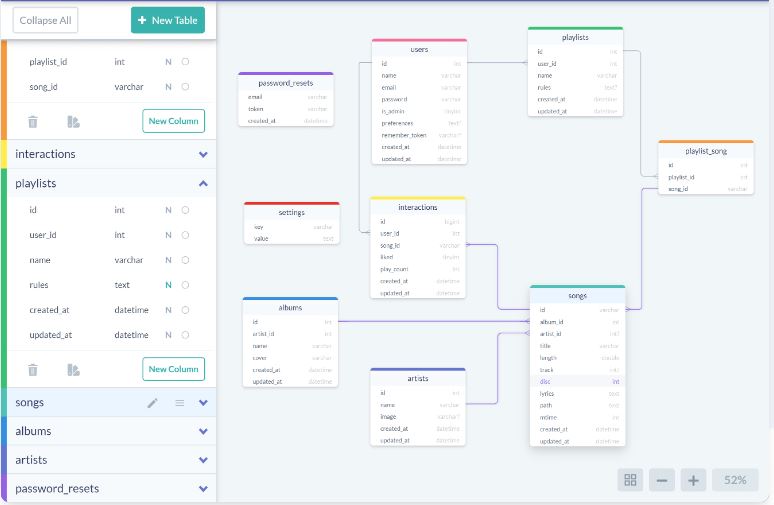 Collapse All
+ New Table
playlist_id int N
song_id varchar N
New Column
interactions
playlists
id int N
user_id int N
name varchar N
rules text N
created_at datetime N
updated_at datetime N
New Column
songs
albums
artists
password_resets
password_resets
email varchar
token varchar
created_at datetime
users
id int
name varchar
email varchar
password varchar
is_admin tinyint
preferences text?
remember_token varchar?
created_at datetime
updated_at datetime
playlists
id int
user_id int
name varchar
rules text?
created_at datetime
updated_at datetime
playlist_song
id int
playlist_id int
song_id varchar
settings
key varchar
value text
interactions
id bigint
user_id int
song_id varchar
liked tinyint
play_count int
created_at datetime
updated_at datetime
albums
id int
artist_id int
name varchar
cover varchar
created_at datetime
updated_at datetime
artists
id int
name varchar
image varchar?
created_at datetime
updated_at datetime
songs
id varchar
album_id int
artist_id int?
title varchar
length double
track int?
disc int
lyrics text
path text
mtime int
created_at datetime
updated_at datetime
52%